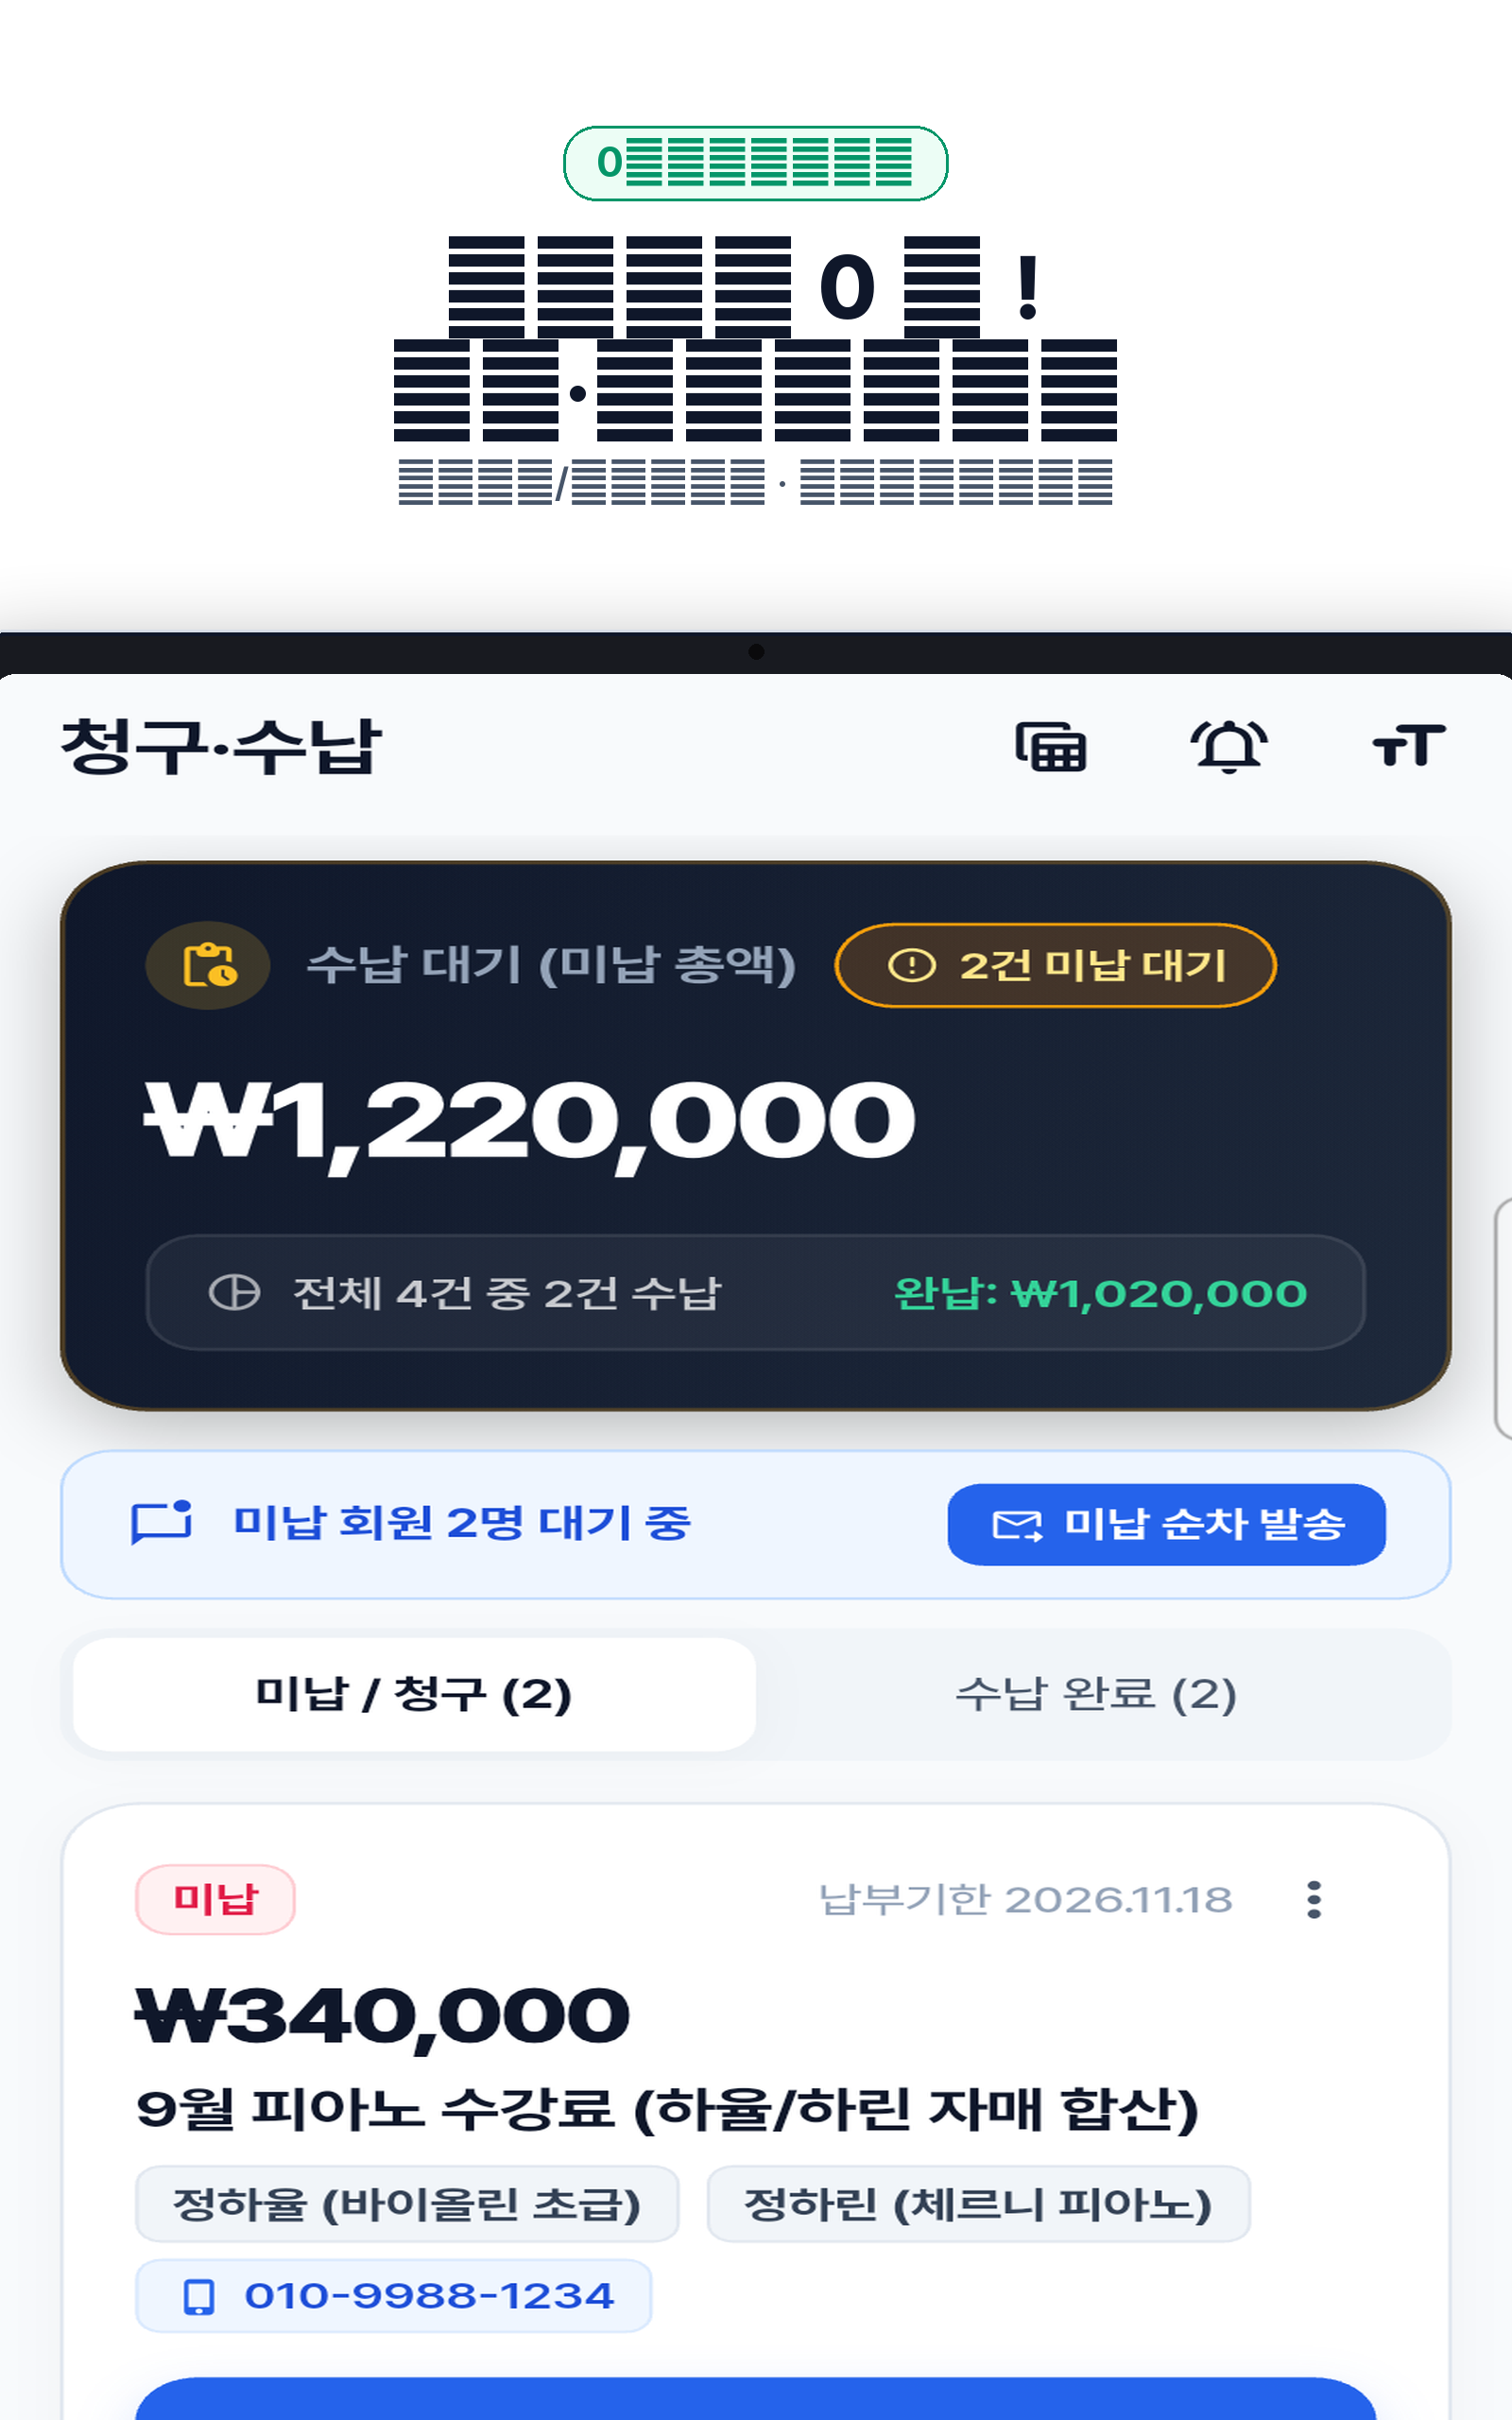 청구·수납
수납 대기 (미납 총액)
2건 미납 대기
₩1,220,000
전체 4건 중 2건 수납
완납: ₩1,020,000
미납 회원 2명 대기 중
미납 순차 발송
미납 / 청구 (2)
수납 완료 (2)
미납
납부기한 2026.11.18
₩340,000
9월 피아노 수강료 (하율/하린 자매 합산)
정하율 (바이올린 초급)
정하린 (체르니 피아노)
010-9988-1234